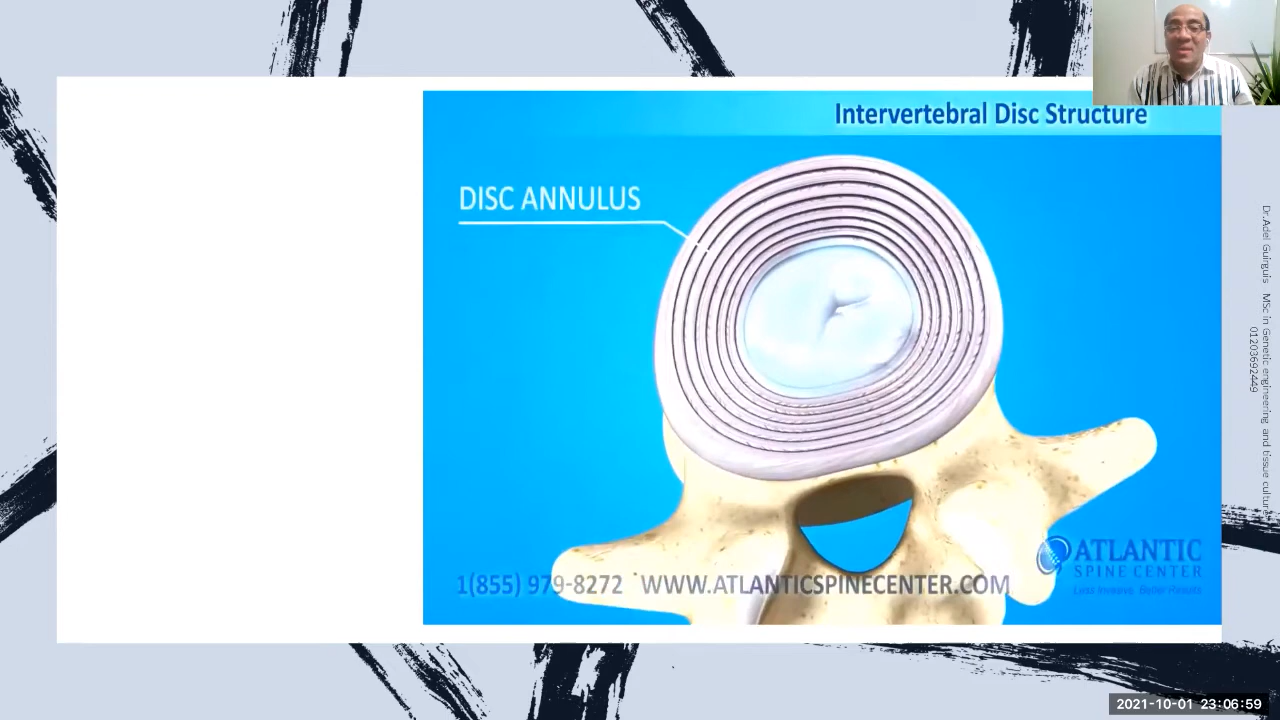 Intervertebral Disc Structure
DISC ANNULUS
ATLANTIC
SPINE CENTER
Less Invasive. Better Results
1(855) 979-8272 WWW.ATLANTICSPINECENTER.COM
Dr.Adel Guirguis MSc in Genetic engineering and tissue culture
01203692449
2021-10-01 23:06:59